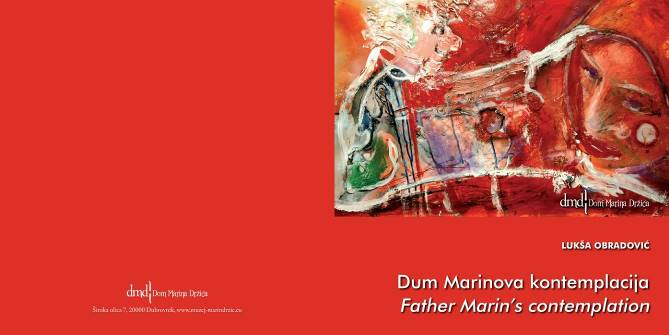 dmd Dom Marina Držića
Široka ulica 7, 20000 Dubrovnik, www.muzej-marindrzic.eu
dmd Dom Marina Držića
LUKŠA OBRADOVIĆ
Dum Marinova kontemplacija
Father Marin's contemplation